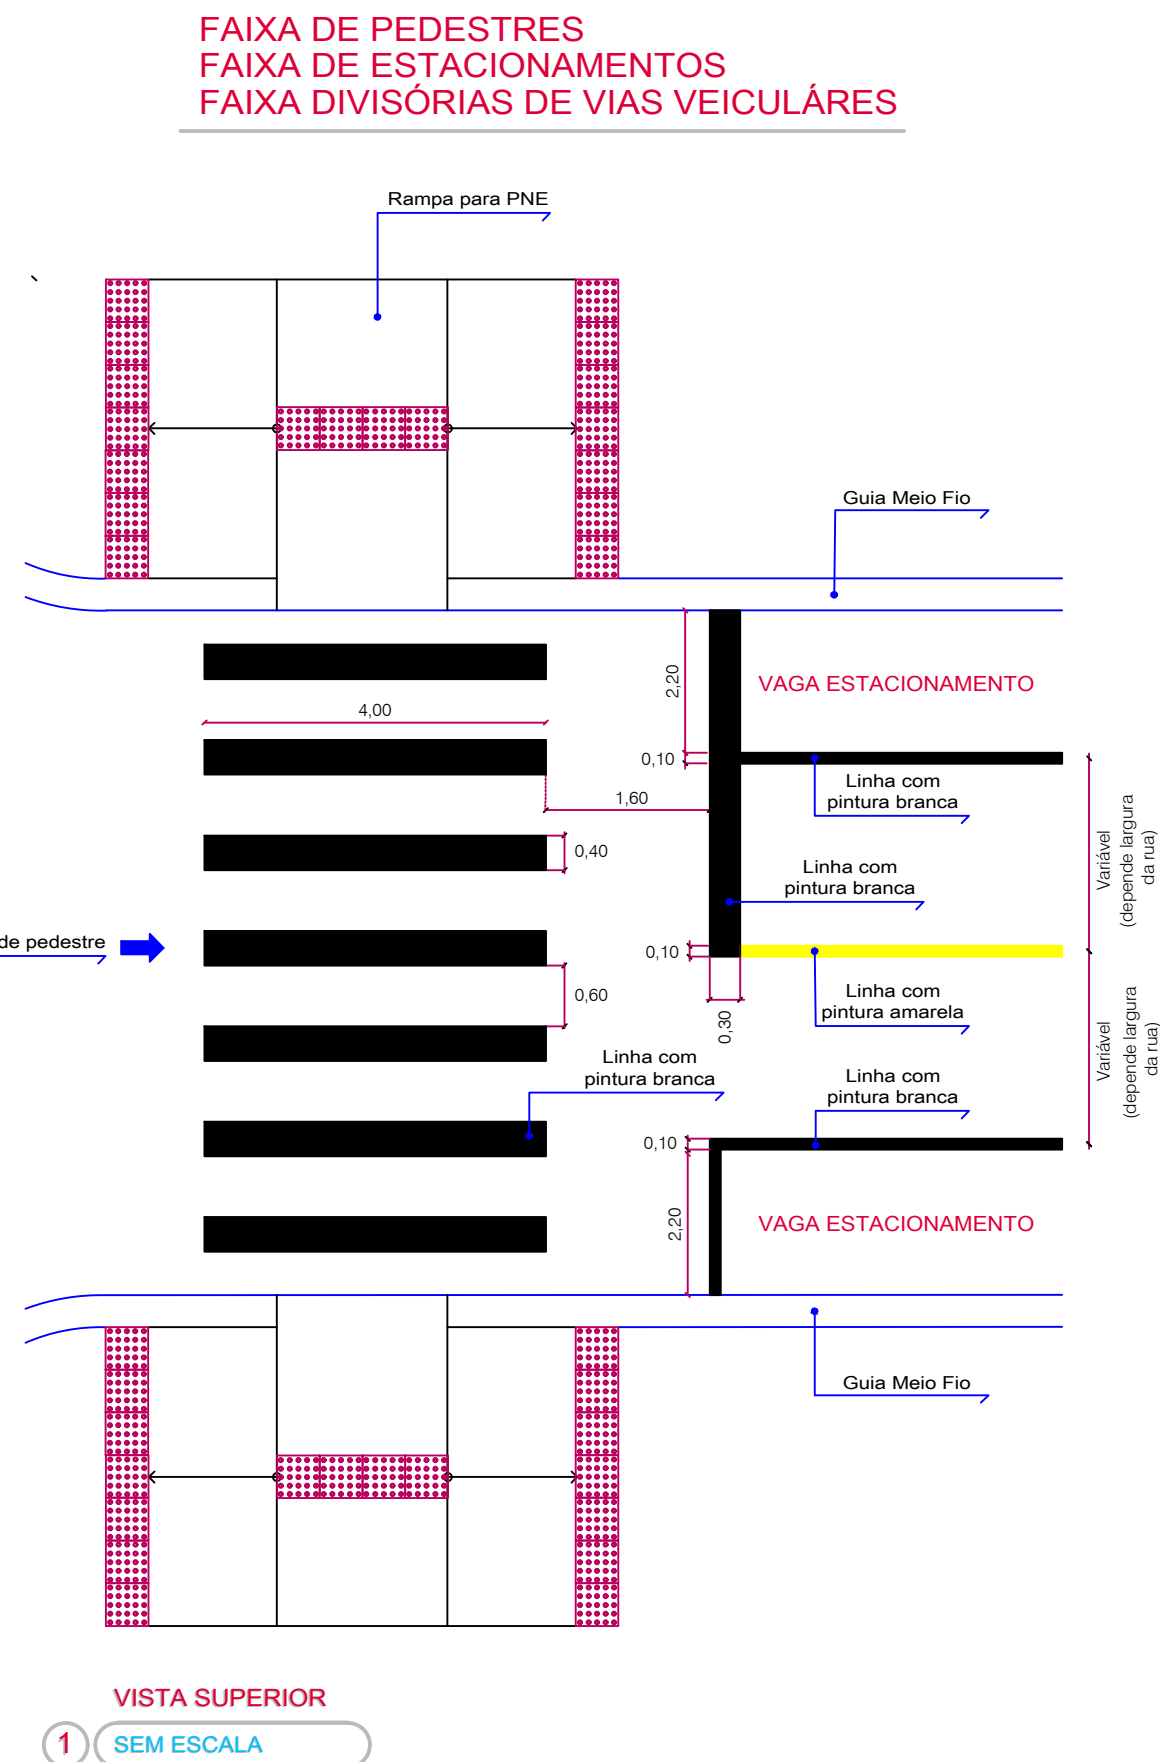 FAIXA DE PEDESTRES
FAIXA DE ESTACIONAMENTOS
FAIXA DIVISÓRIAS DE VIAS VEICULÁRES
Rampa para PNE
Guia Meio Fio
2,20
VAGA ESTACIONAMENTO
4,00
0,10
Linha com
pintura branca
1,60
Variável
(depende largura
da rua)
0,40
Linha com
pintura branca
de pedestre
0,10
0,60
Linha com
pintura amarela
0,30
Variável
(depende largura
da rua)
Linha com
pintura branca
Linha com
pintura branca
0,10
2,20
VAGA ESTACIONAMENTO
Guia Meio Fio
VISTA SUPERIOR
1
SEM ESCALA